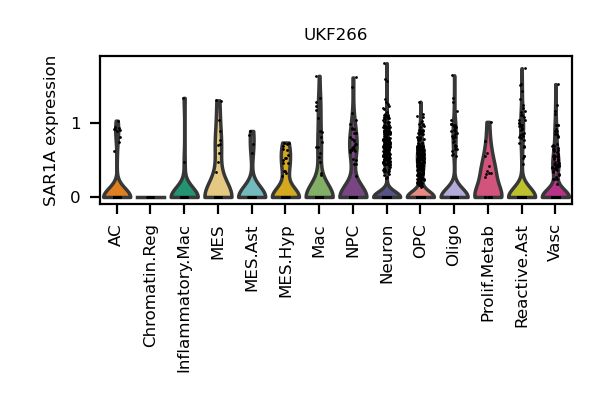 UKF266
SAR1A expression
1
0
AC
Chromatin.Reg
Inflammatory.Mac
MES
MES.Ast
MES.Hyp
Mac
NPC
Neuron
OPC
Oligo
Prolif.Metab
Reactive.Ast
Vasc